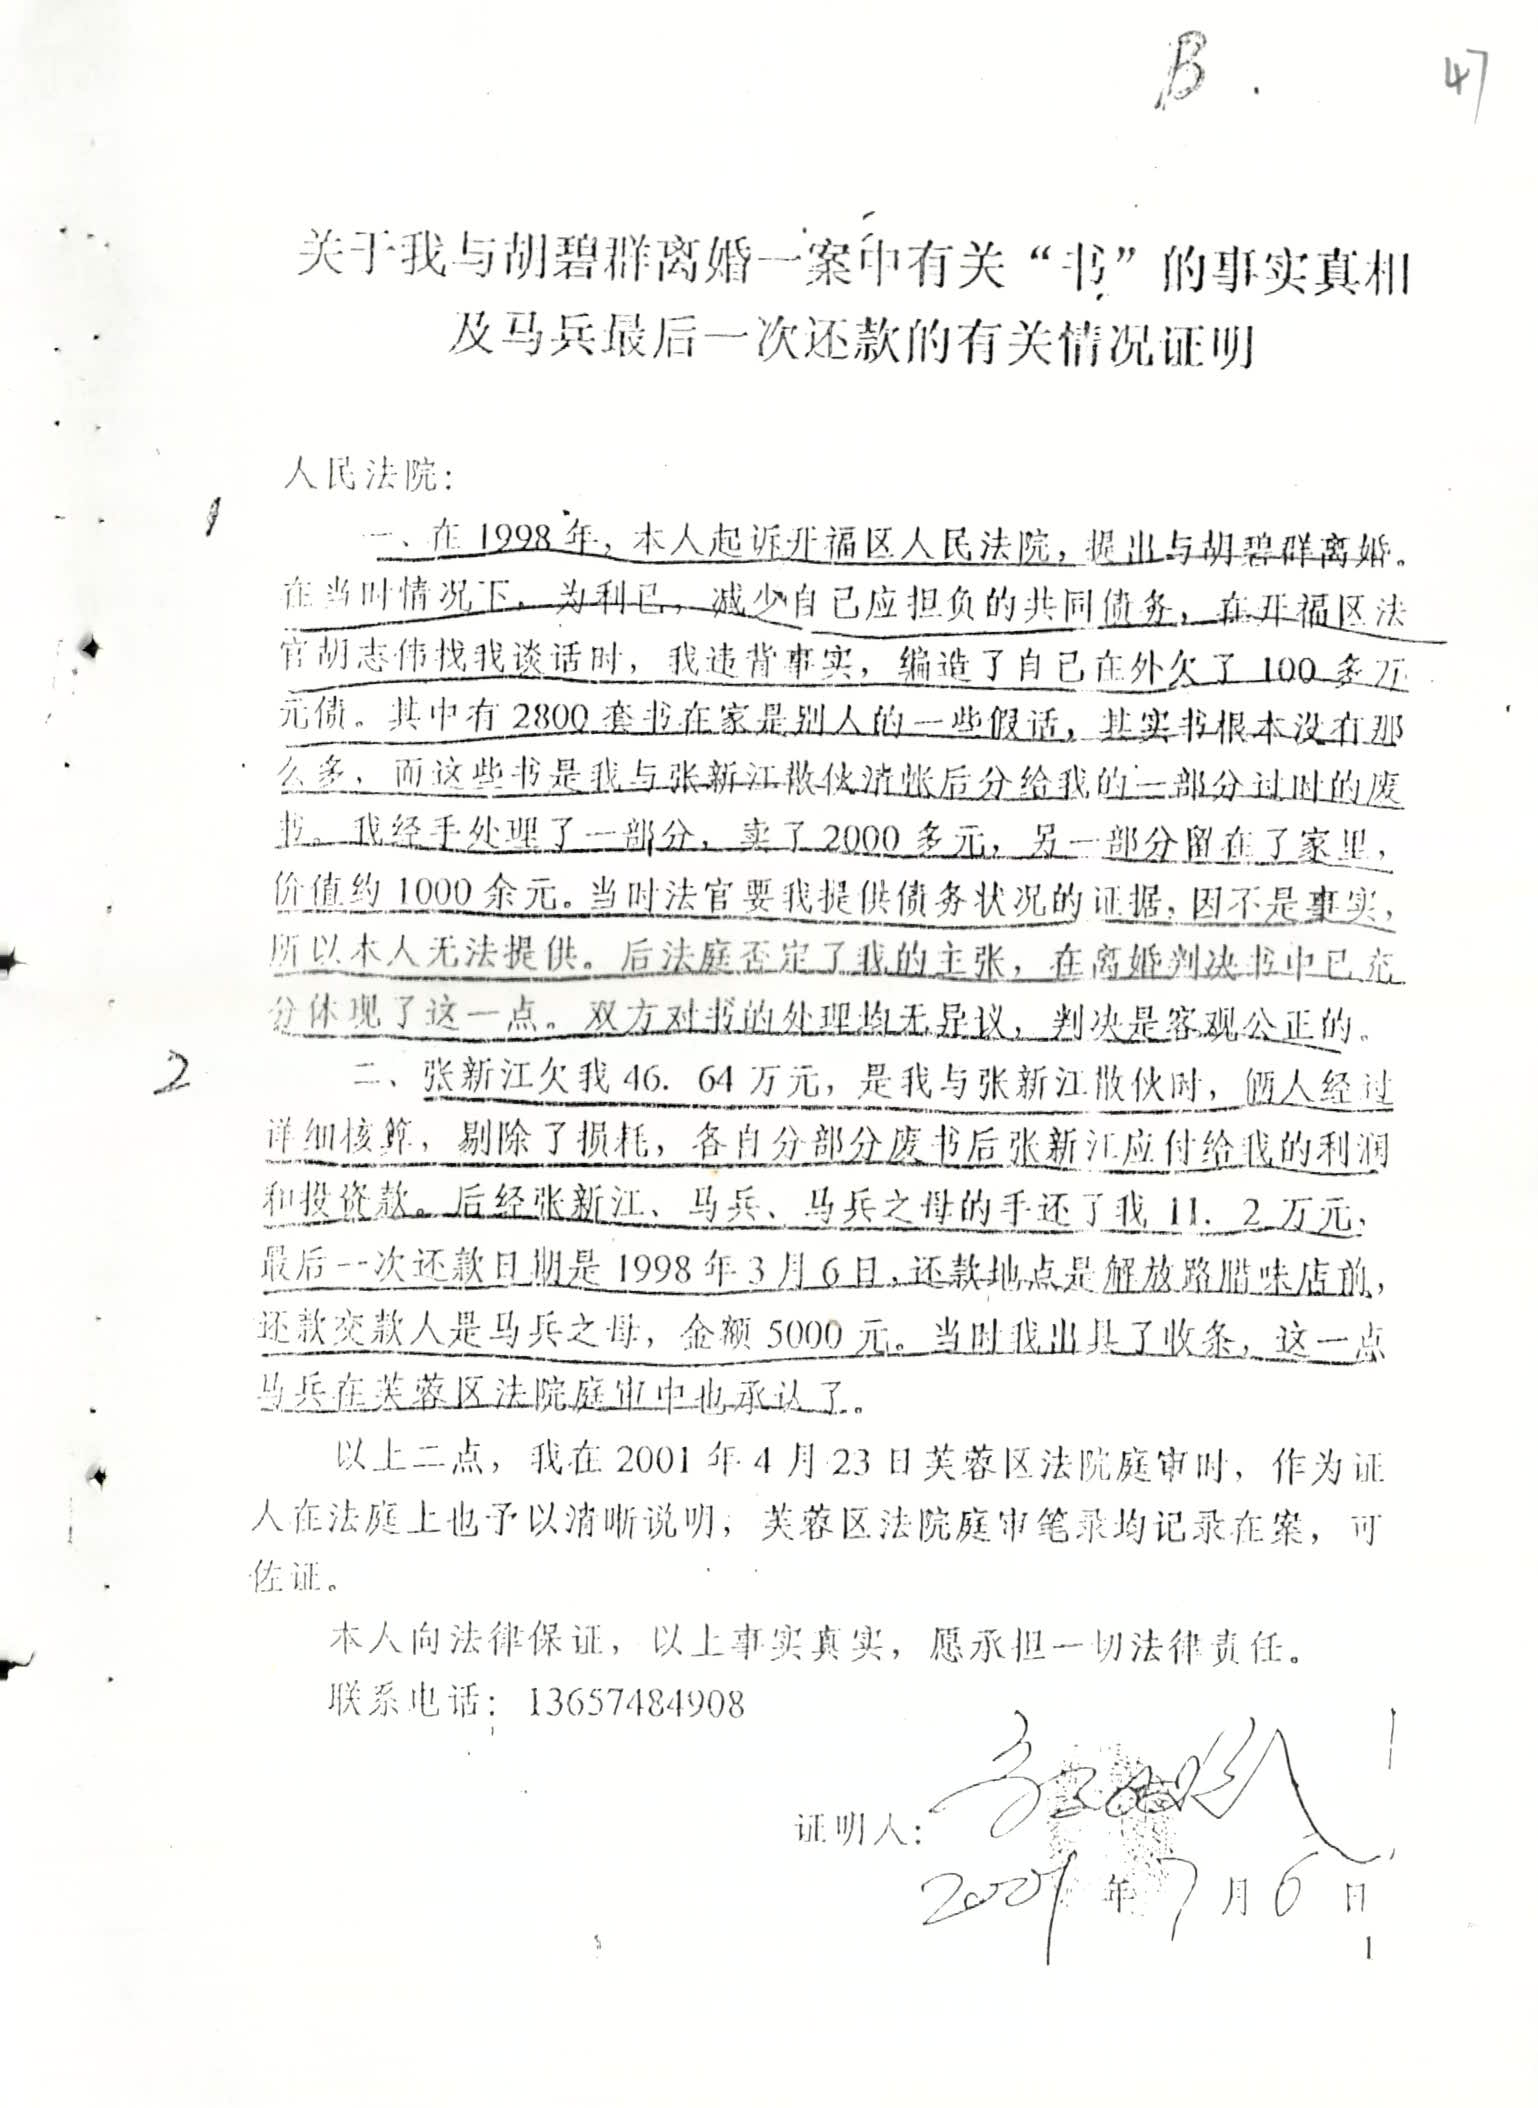 B.
47
关于我与胡碧群离婚一案中有关“书”的事实真相
及马兵最后一次还款的有关情况证明
人民法院：
1
一、在1998年，本人起诉开福区人民法院，提出与胡碧群离婚。
在当时情况下，为利己，减少自己应担负的共同债务，在开福区法
官胡志伟找我谈话时，我违背事实，编造了自己在外欠了100多万
元债。其中有2800套书在家是别人的一些假话，其实书根本没有那
么多，而这些书是我与张新江散伙清帐后分给我的一部分过时的废
书。我经手处理了一部分，卖了2000多元，另一部分留在了家里，
价值约1000余元。当时法官要我提供债务状况的证据，因不是事实，
所以本人无法提供。后法庭否定了我的主张，在离婚判决书中已充
分体现了这一点。双方对书的处理均无异议，判决是客观公正的。
2
二、张新江欠我46．64万元，是我与张新江散伙时，俩人经过
详细核算，剔除了损耗，各自分部分废书后张新江应付给我的利润
和投资款。后经张新江、马兵、马兵之母的手还了我11．2万元，
最后一次还款日期是1998年3月6日，还款地点是解放路腊味店前，
还款交款人是马兵之母，金额5000元。当时我出具了收条，这一点
马兵在芙蓉区法院庭审中也承认了。
以上二点，我在2001年4月23日芙蓉区法院庭审时，作为证
人在法庭上也予以清晰说明，芙蓉区法院庭审笔录均记录在案，可
佐证。
本人向法律保证，以上事实真实，愿承担一切法律责任。
联系电话：13657484908
证明人：
2001年7月6日
1